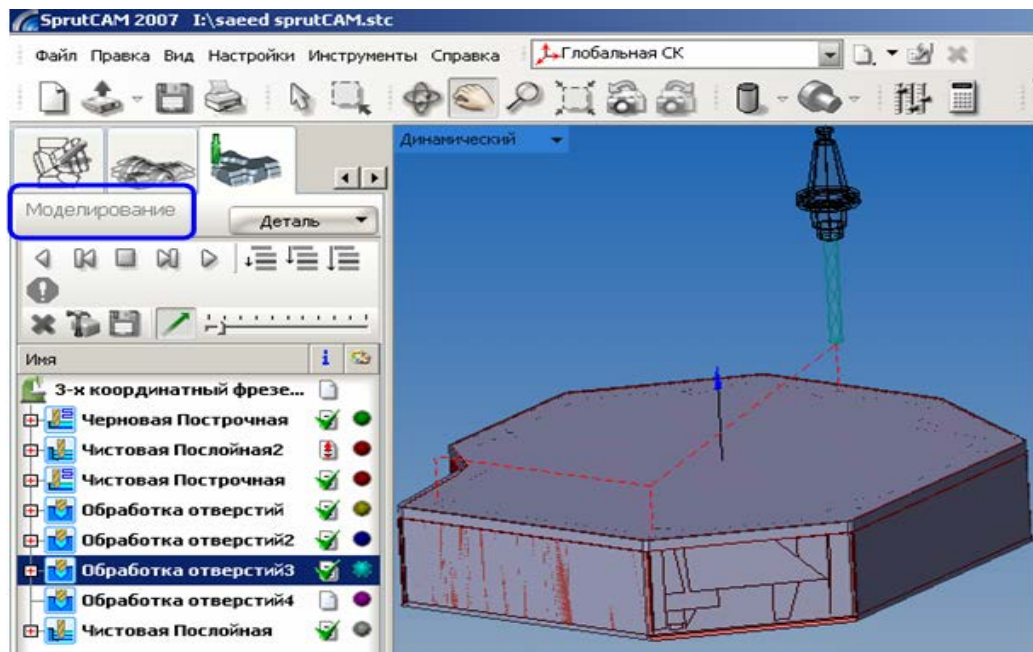 SprutCAM 2007 I:\saeed sprutCAM.stc
Файл Правка Вид Настройки Инструменты Справка Глобальная СК
Динамический
Моделирование
Деталь
Имя
3-х координатный фрезе...
Черновая Построчная
Чистовая Послойная2
Чистовая Построчная
Обработка отверстий
Обработка отверстий2
Обработка отверстий3
Обработка отверстий4
Чистовая Послойная